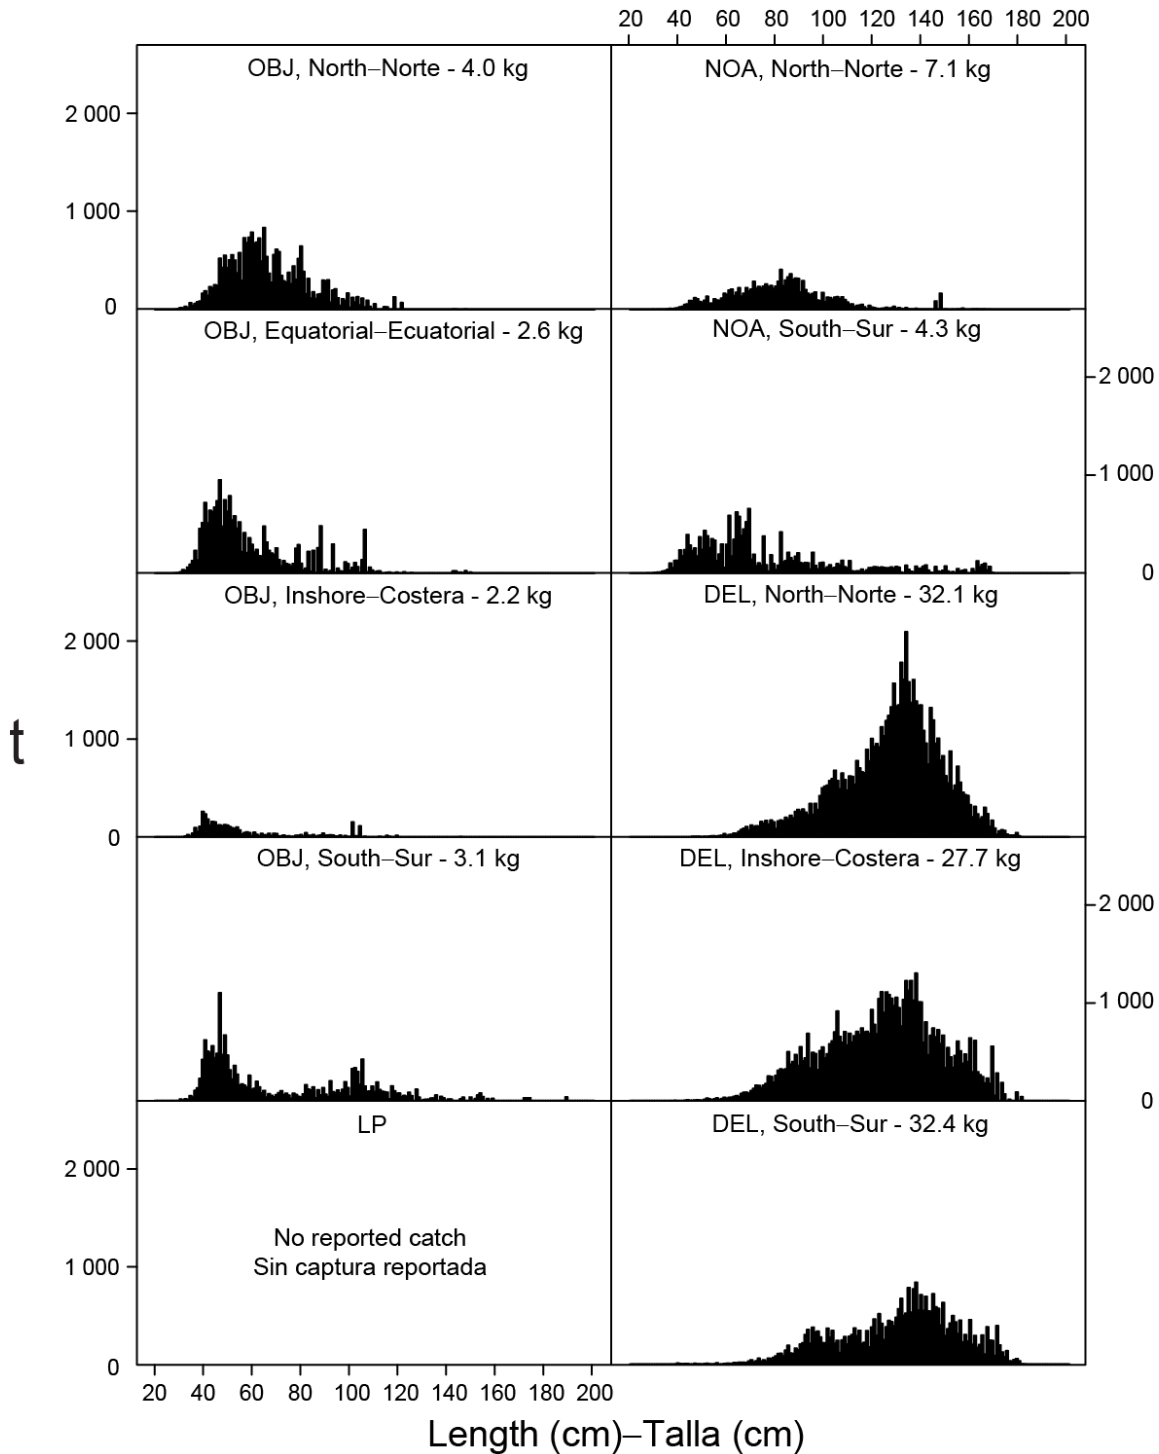 20 40 60 80 100 120 140 160 180 200
OBJ, North–Norte - 4.0 kg
NOA, North–Norte - 7.1 kg
2 000
1 000
0
OBJ, Equatorial–Ecuatorial - 2.6 kg
NOA, South–Sur - 4.3 kg
2 000
1 000
0
OBJ, Inshore–Costera - 2.2 kg
DEL, North–Norte - 32.1 kg
2 000
1 000
0
t
OBJ, South–Sur - 3.1 kg
DEL, Inshore–Costera - 27.7 kg
2 000
1 000
0
LP
DEL, South–Sur - 32.4 kg
2 000
1 000
0
No reported catch
Sin captura reportada
20 40 60 80 100 120 140 160 180 200
Length (cm)–Talla (cm)